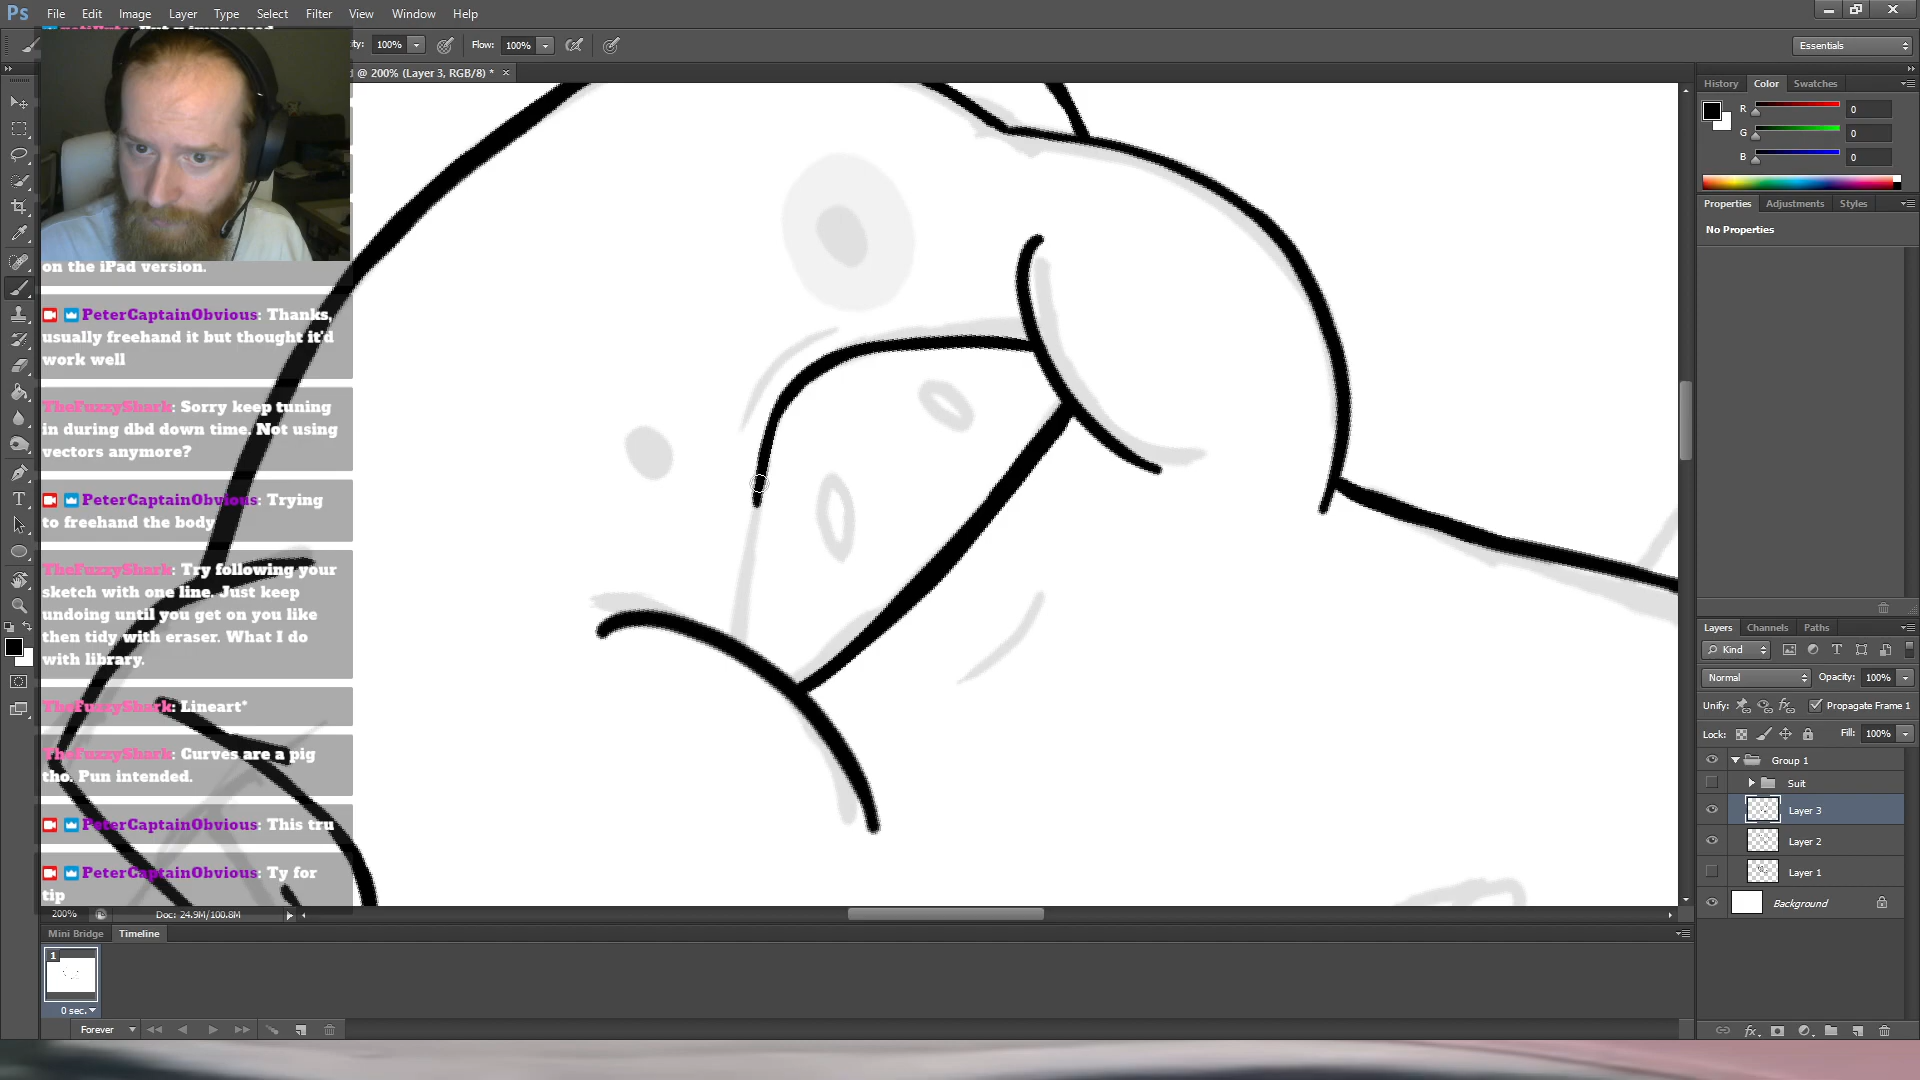 Ps File Edit Image Layer Type Select Filter View Window Help
100% Flow: 100% Essentials
d @ 200% (Layer 3, RGB/8) * ×
History Color Swatches
R 0
G 0
B 0
Properties Adjustments Styles
No Properties
on the iPad version.
PeterCaptainObvious: Thanks,
usually freehand it but thought it'd
work well
TheFuzzyShark: Sorry keep tuning
in during dbd down time. Not using
vectors anymore?
PeterCaptainObvious: Trying
to freehand the body
TheFuzzyShark: Try following your
sketch with one line. Just keep
undoing until you get on you like
then tidy with eraser. What I do
with library.
TheFuzzyShark: Lineart*
TheFuzzyShark: Curves are a pig
tho. Pun intended.
PeterCaptainObvious: This tru
PeterCaptainObvious: Ty for
tip
Layers Channels Paths
Kind
Normal Opacity: 100%
Unify: Propagate Frame 1
Lock: Fill: 100%
Group 1
Suit
Layer 3
Layer 2
Layer 1
Background
200% Doc: 24.9M/100.8M
Mini Bridge Timeline
1
0 sec.
Forever